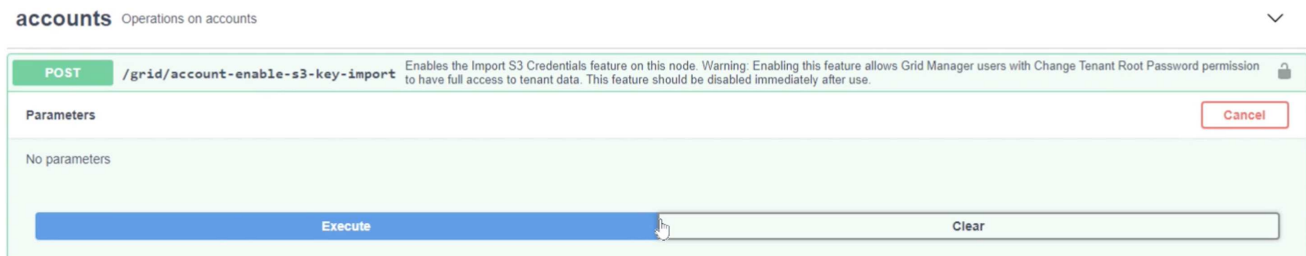 accounts Operations on accounts
POST /grid/account-enable-s3-key-import Enables the Import S3 Credentials feature on this node. Warning: Enabling this feature allows Grid Manager users with Change Tenant Root Password permission
to have full access to tenant data. This feature should be disabled immediately after use.
Parameters Cancel
No parameters
Execute Clear